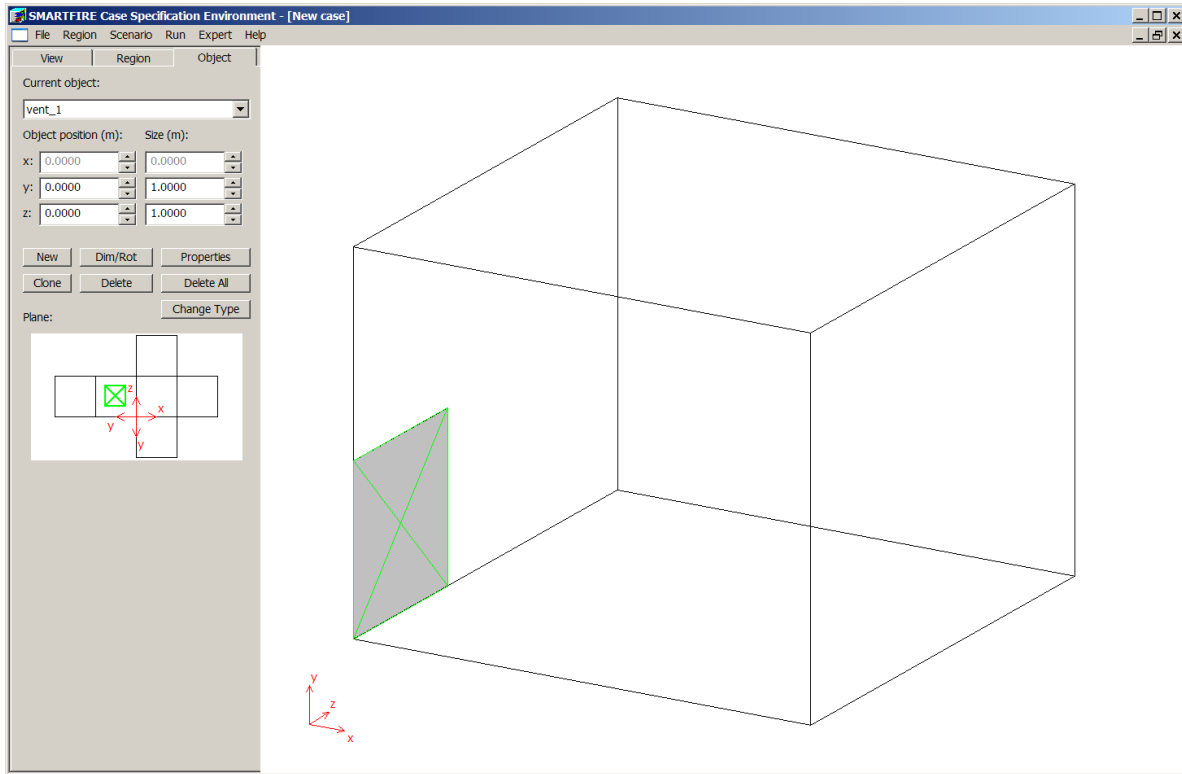 SMARTFIRE Case Specification Environment - [New case]
File Region Scenario Run Expert Help
View Region Object
Current object:
vent_1
Object position (m): Size (m):
x: 0.0000 0.0000
y: 0.0000 1.0000
z: 0.0000 1.0000
New Dim/Rot Properties
Clone Delete Delete All
Change Type
Plane:
z
x
y
y
y
z
x